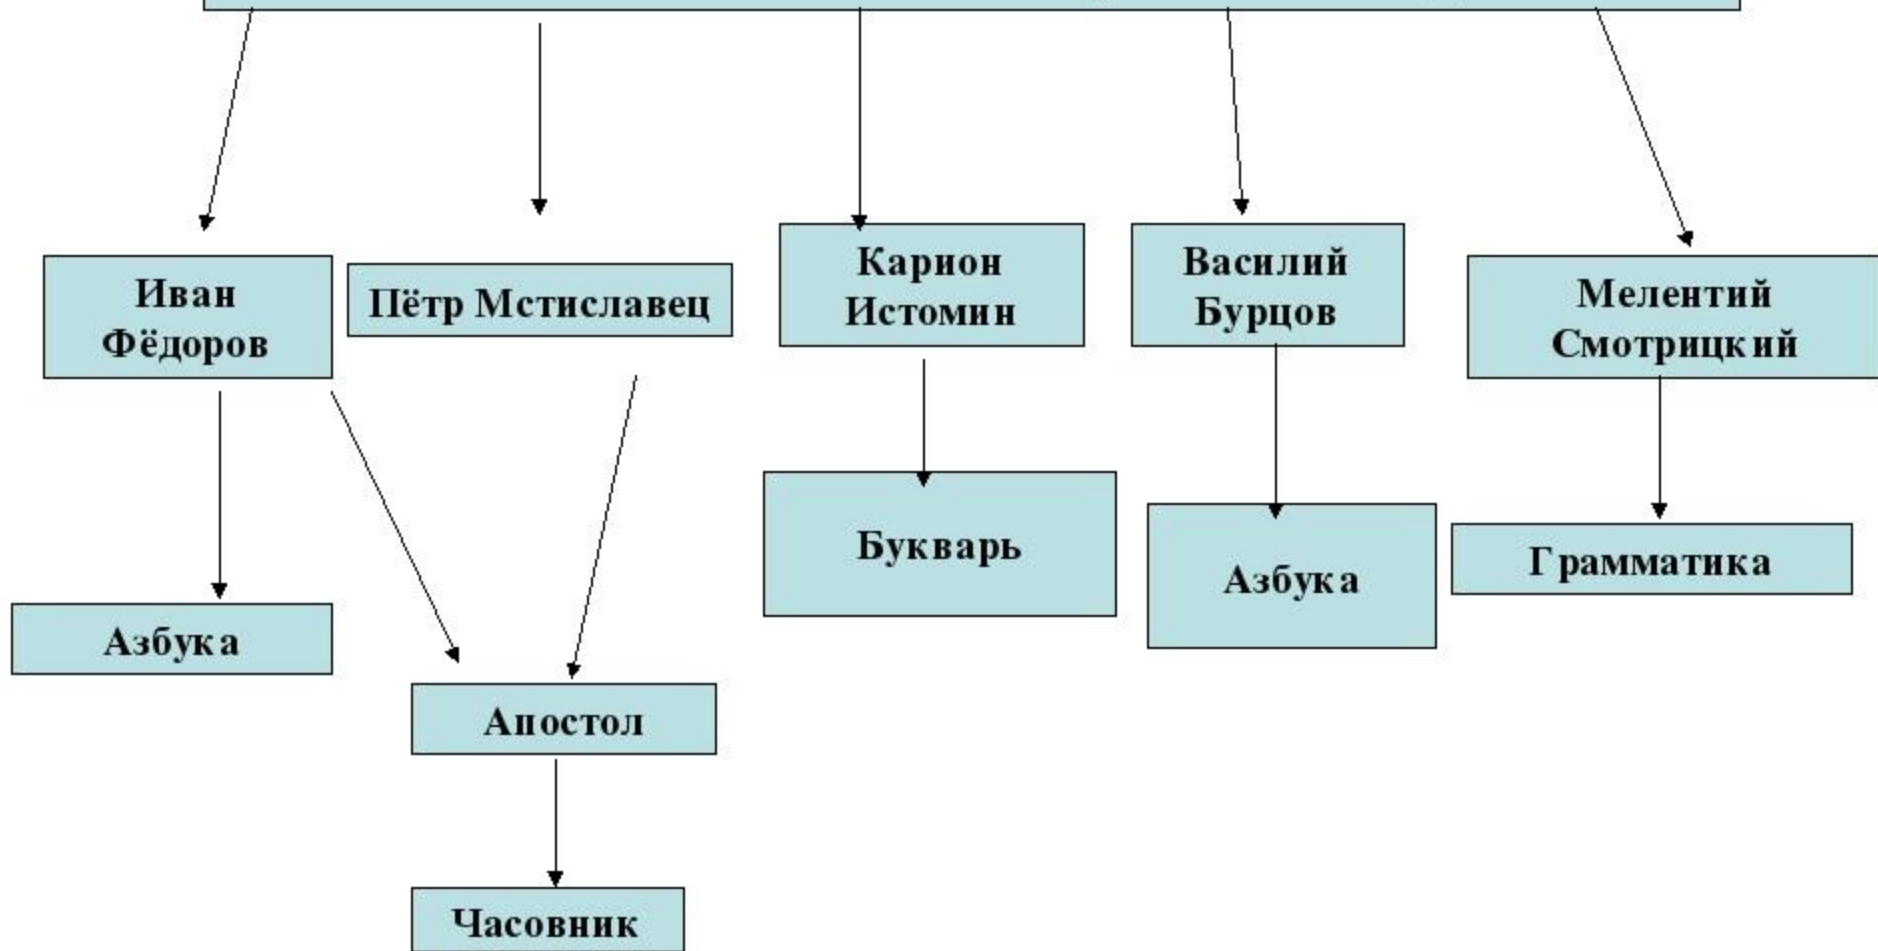 Иван
Фёдоров
Пётр Мстиславец
Карион
Истомин
Василий
Бурцов
Мелентий
Смотрицкий
Букварь
Азбука
Грамматика
Азбука
Апостол
Часовник